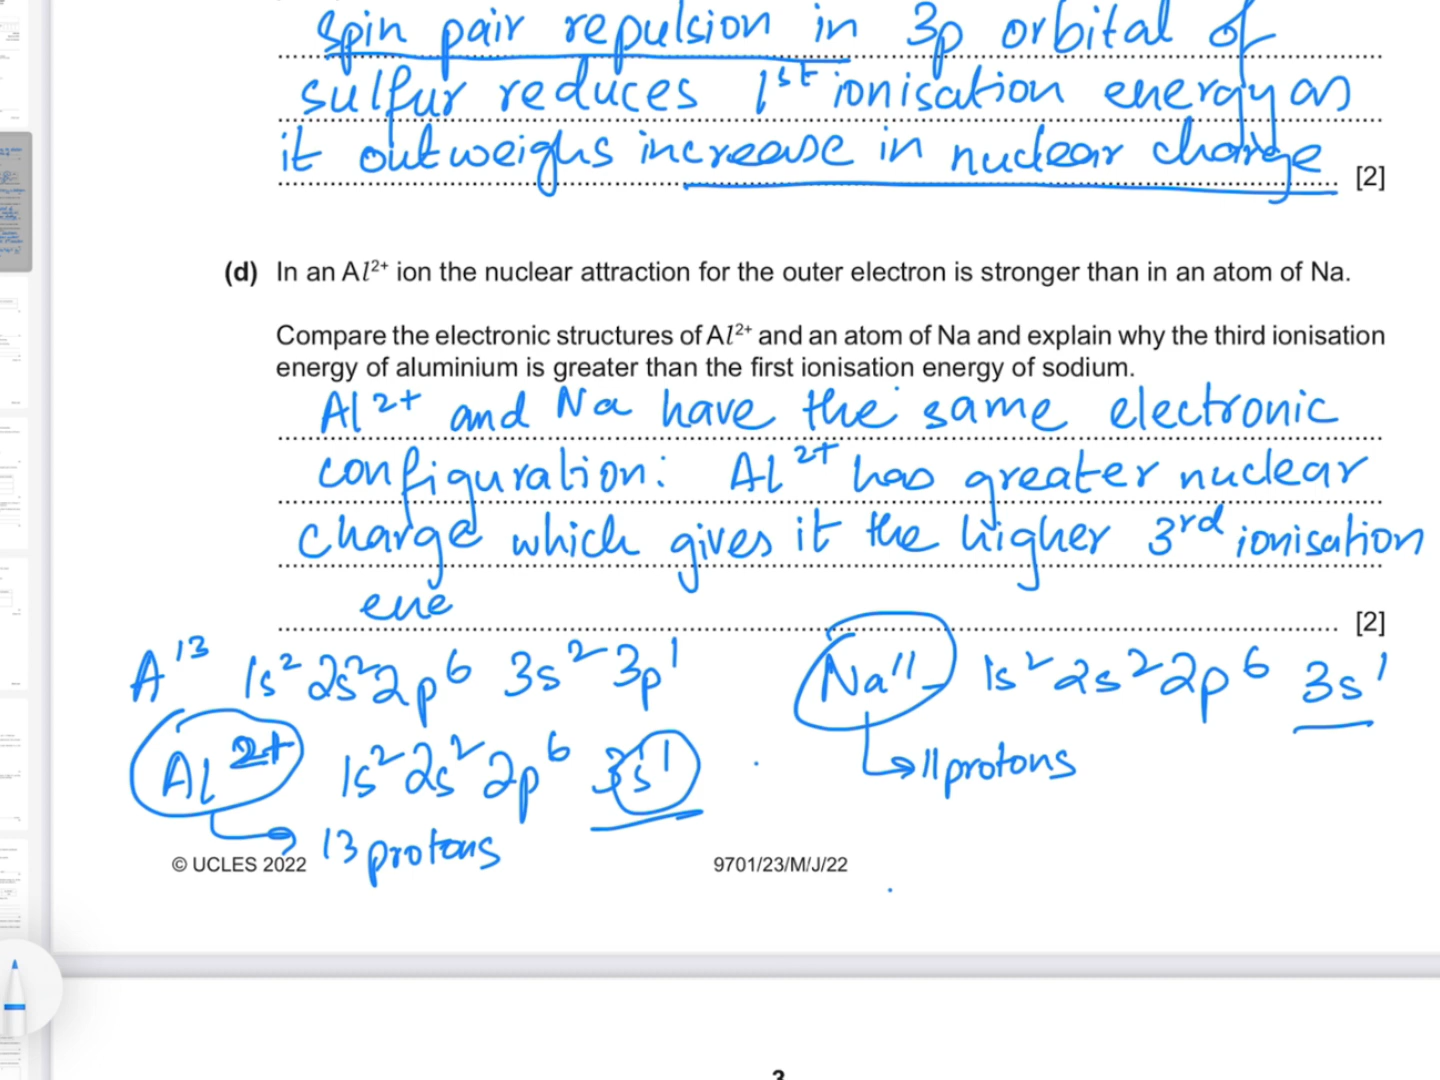 spin pair repulsion in 3p orbital of
sulfur reduces 1st ionisation energy as
it outweighs increase in nuclear charge [2]
(d) In an Al²⁺ ion the nuclear attraction for the outer electron is stronger than in an atom of Na.
Compare the electronic structures of Al²⁺ and an atom of Na and explain why the third ionisation
energy of aluminium is greater than the first ionisation energy of sodium.
Al²⁺ and Na have the same electronic
configuration: Al²⁺ has greater nuclear
charge which gives it the higher 3rd ionisation
ene
[2]
A¹³ 1s² 2s² 2p⁶ 3s² 3p¹ Na¹¹ 1s² 2s² 2p⁶ 3s¹
Al²⁺ 1s² 2s² 2p⁶ 3s¹ 11 protons
13 protons
© UCLES 2022 9701/23/M/J/22
3